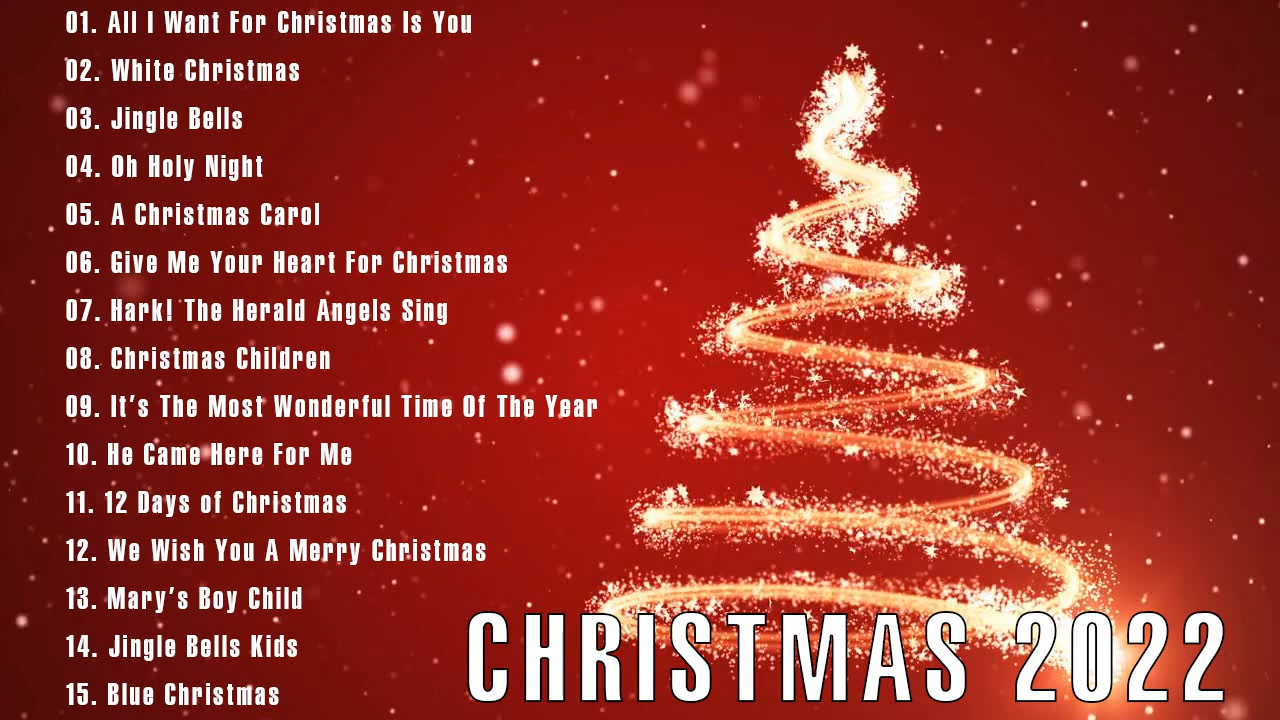 01. All I Want For Christmas Is You
02. White Christmas
03. Jingle Bells
04. Oh Holy Night
05. A Christmas Carol
06. Give Me Your Heart For Christmas
07. Hark! The Herald Angels Sing
08. Christmas Children
09. It's The Most Wonderful Time Of The Year
10. He Came Here For Me
11. 12 Days of Christmas
12. We Wish You A Merry Christmas
13. Mary's Boy Child
14. Jingle Bells Kids
15. Blue Christmas
CHRISTMAS 2022